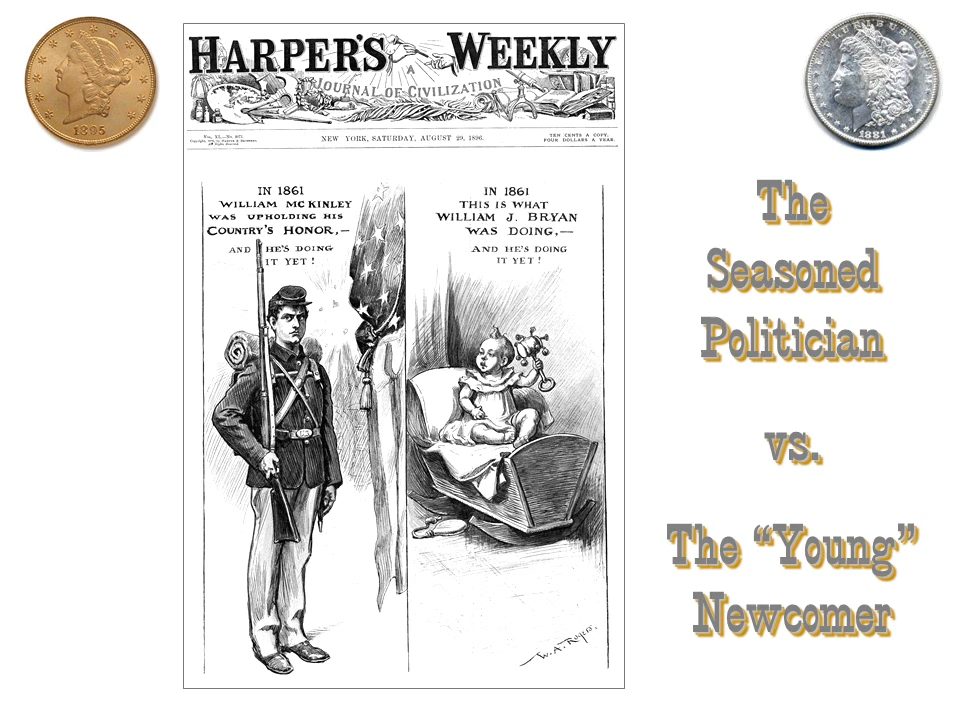 HARPER'S WEEKLY
A
JOURNAL OF CIVILIZATION
NEW YORK, SATURDAY, AUGUST 29, 1896.
TEN CENTS A COPY.
FOUR DOLLARS A YEAR.
IN 1861
WILLIAM MCKINLEY
WAS UPHOLDING HIS
COUNTRY'S HONOR,—
AND HE'S DOING
IT YET!
IN 1861
THIS IS WHAT
WILLIAM J. BRYAN
WAS DOING,—
AND HE'S DOING
IT YET!
W. A. Rogers.
1895
1881
The
Seasoned
Politician
vs.
The “Young”
Newcomer